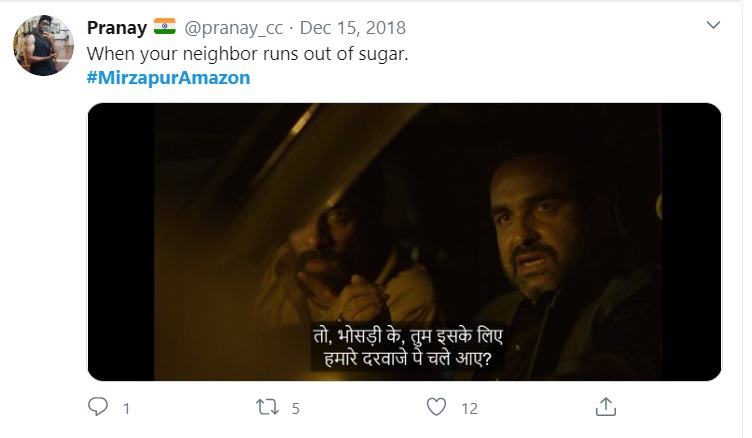 Pranay 🇮🇳 @pranay_cc · Dec 15, 2018
When your neighbor runs out of sugar.
#MirzapurAmazon
तो, भोसड़ी के, तुम इसके लिए
हमारे दरवाजे पे चले आए?
1 5 12